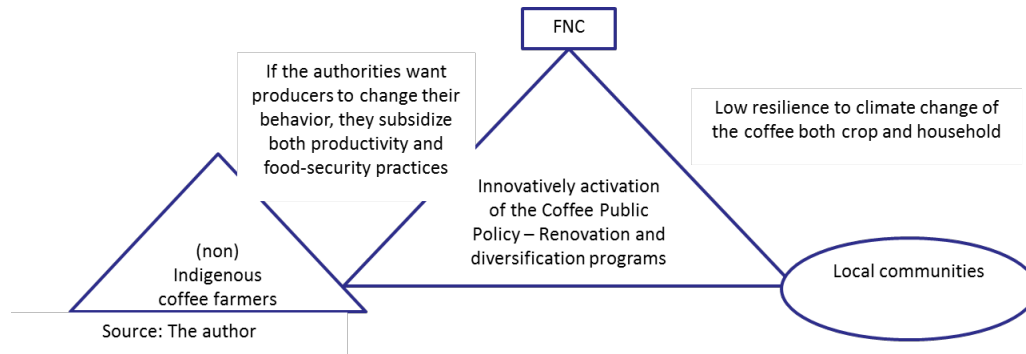 FNC
If the authorities want
producers to change their
behavior, they subsidize
both productivity and
food-security practices
Low resilience to climate change of
the coffee both crop and household
Innovatively activation
of the Coffee Public
Policy – Renovation and
diversification programs
(non)
Indigenous
coffee farmers
Local communities
Source: The author